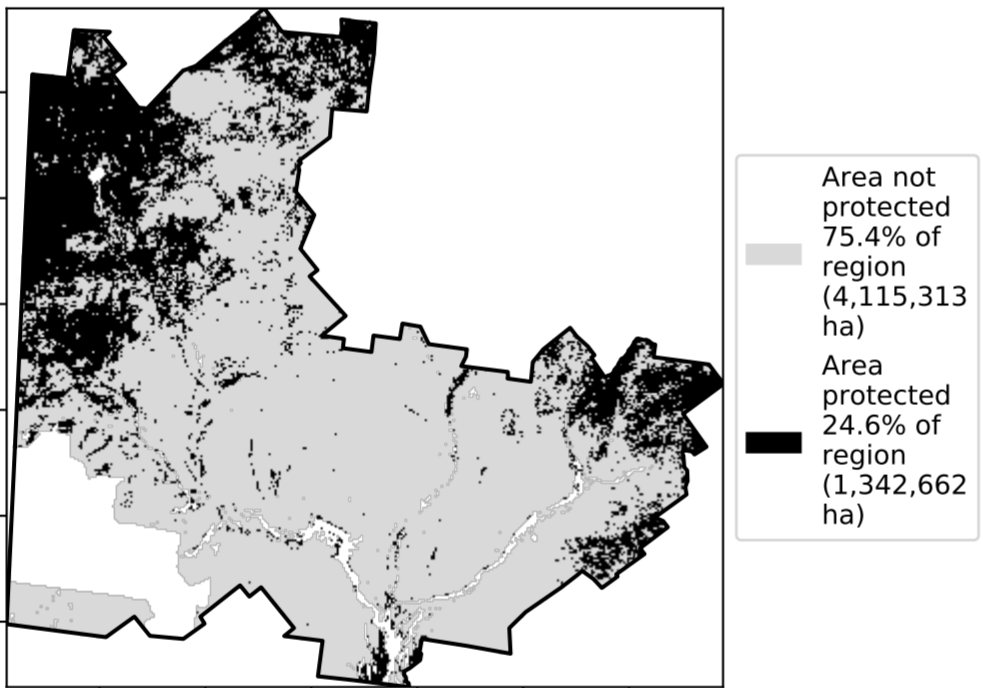 Area not
protected
75.4% of
region
(4,115,313
ha)
Area
protected
24.6% of
region
(1,342,662
ha)